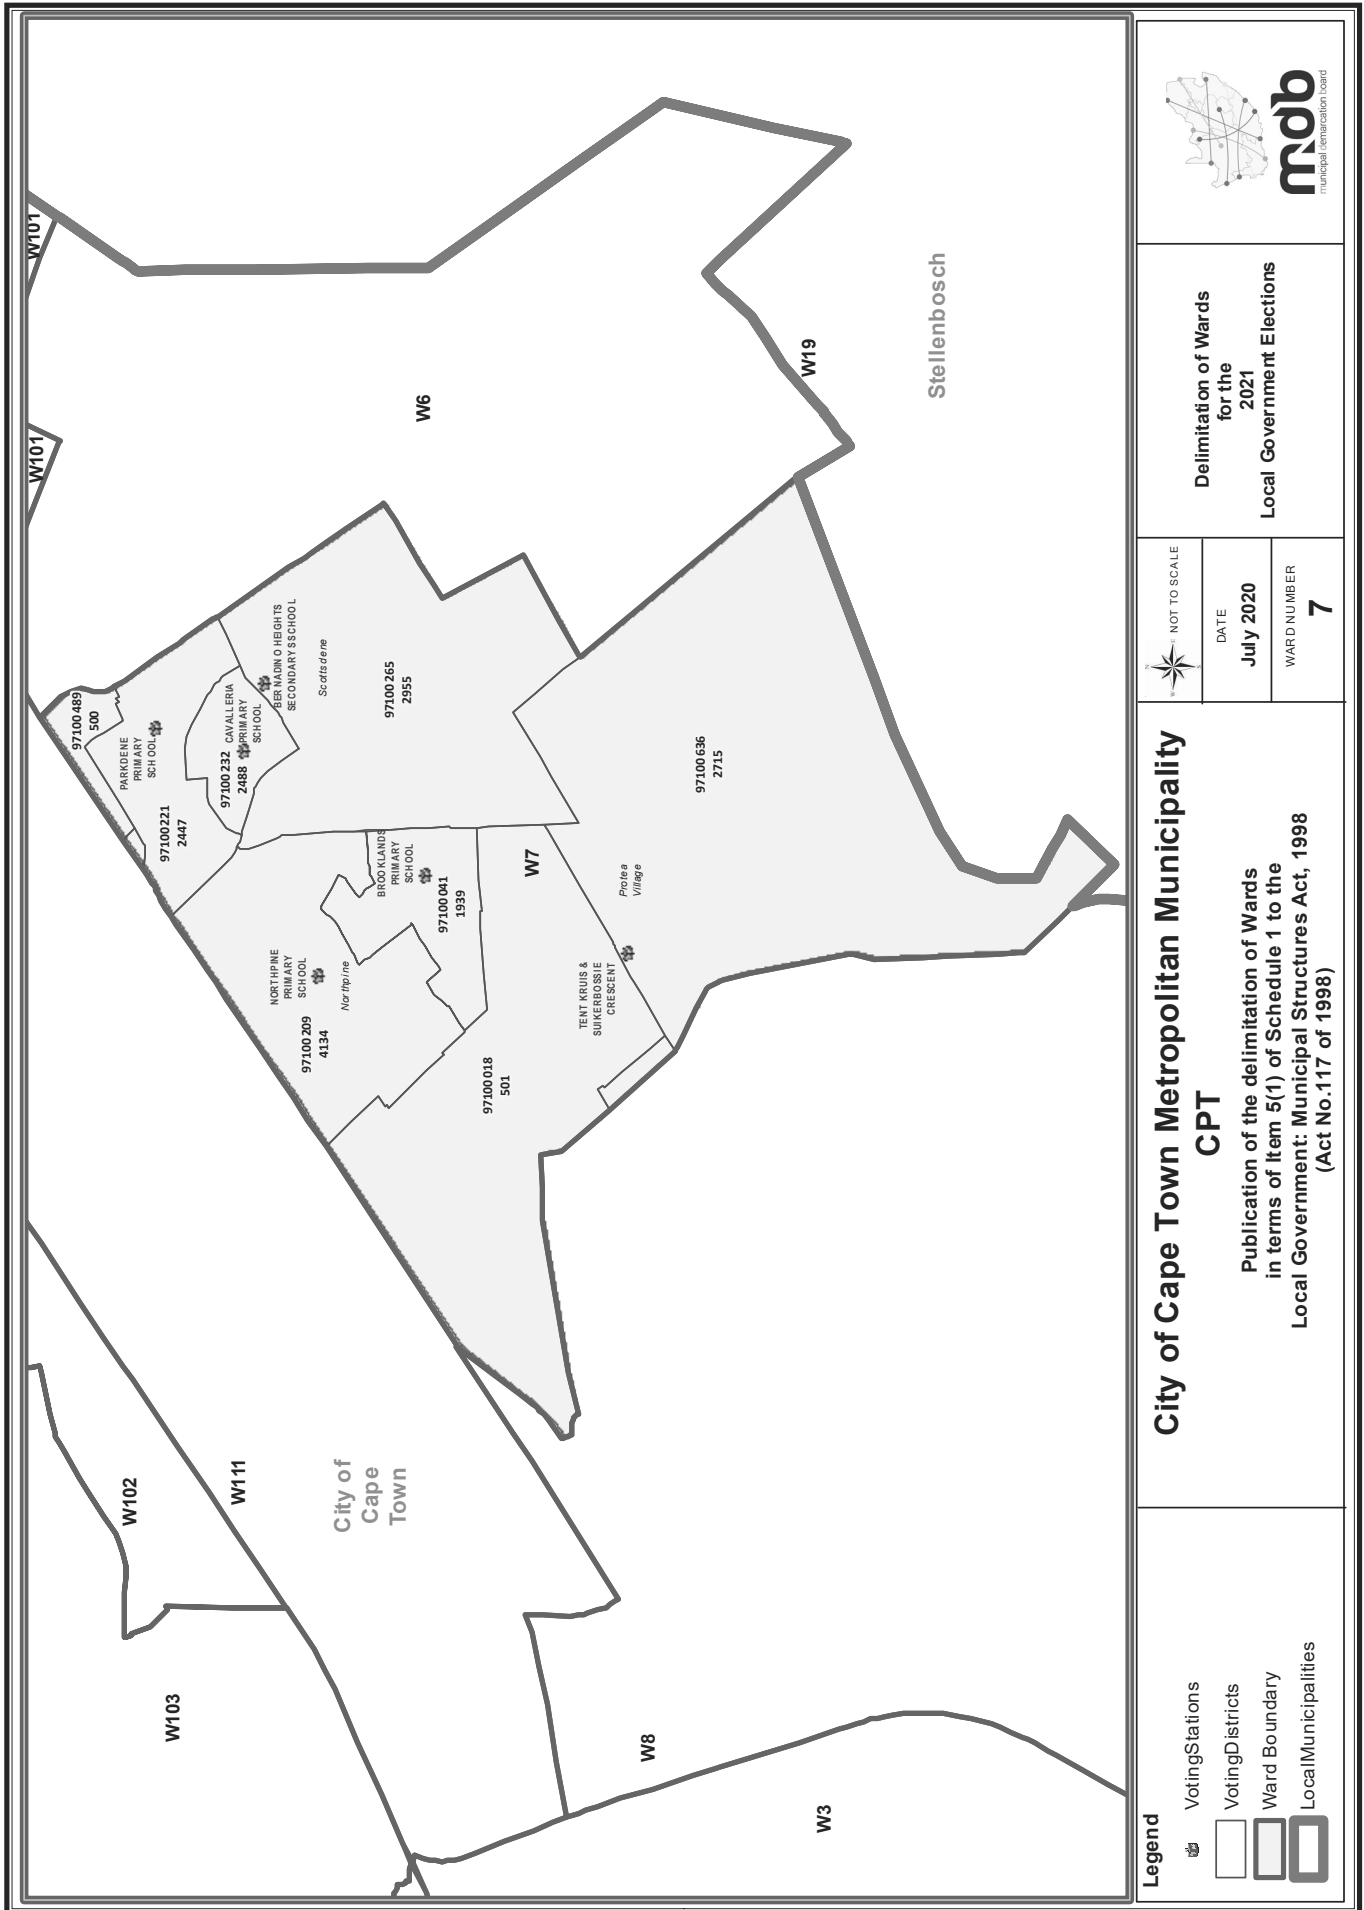 W101
W101
W6
W19
Stellenbosch
97100489
500
PARKDENE
PRIMARY
SCHOOL
97100221
2447
CAVALLERIA
PRIMARY
SCHOOL
97100232
2488
BERNADINO HEIGHTS
SECONDARY SCHOOL
Scottsdene
97100265
2955
97100636
2715
BROOKLANDS
PRIMARY
SCHOOL
97100041
1939
W7
Protea
Village
NORTHPINE
PRIMARY
SCHOOL
Northpine
97100209
4134
TENT KRUIS &
SUIKERBOSSIE
CRESCENT
97100018
501
W102
W111
City of
Cape
Town
W103
W8
W3
Legend
VotingStations
VotingDistricts
Ward Boundary
LocalMunicipalities
City of Cape Town Metropolitan Municipality
CPT
Publication of the delimitation of Wards
in terms of Item 5(1) of Schedule 1 to the
Local Government: Municipal Structures Act, 1998
(Act No.117 of 1998)
N
E
S
W
NOT TO SCALE
DATE
July 2020
WARD NUMBER
7
Delimitation of Wards
for the
2021
Local Government Elections
mdb
municipal demarcation board